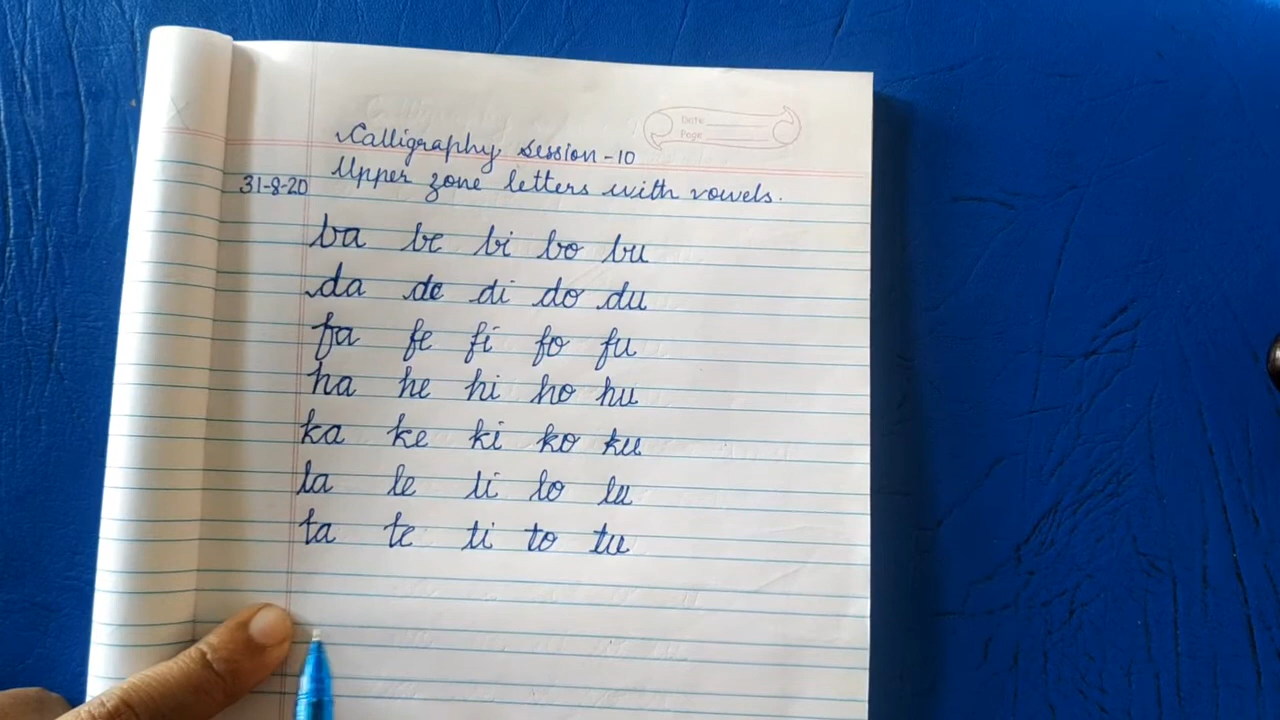 Date
Page
Calligraphy session-10
31-8-20 Upper zone letters with vowels.
ba be bi bo bu
da de di do du
fa fe fi fo fu
ha he hi ho hu
ka ke ki ko ku
la le li lo lu
ta te ti to tu